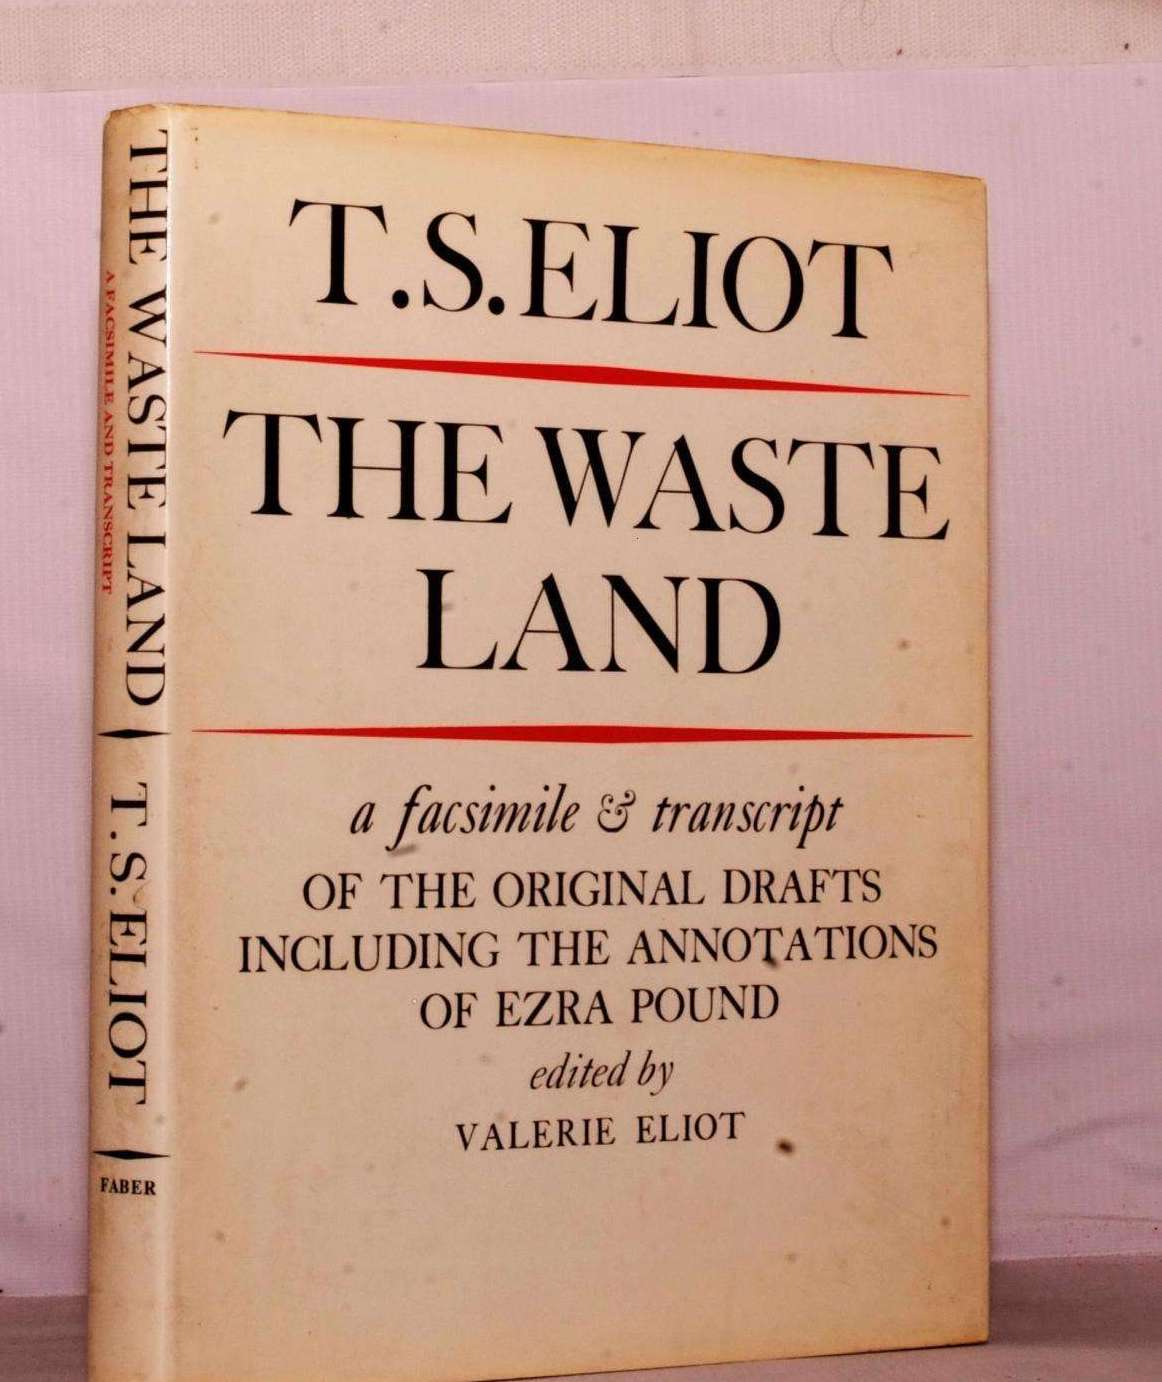 THE WASTE LAND
A FACSIMILE AND TRANSCRIPT
T.S.ELIOT
FABER
T.S.ELIOT
THE WASTE
LAND
a facsimile & transcript
OF THE ORIGINAL DRAFTS
INCLUDING THE ANNOTATIONS
OF EZRA POUND
edited by
VALERIE ELIOT